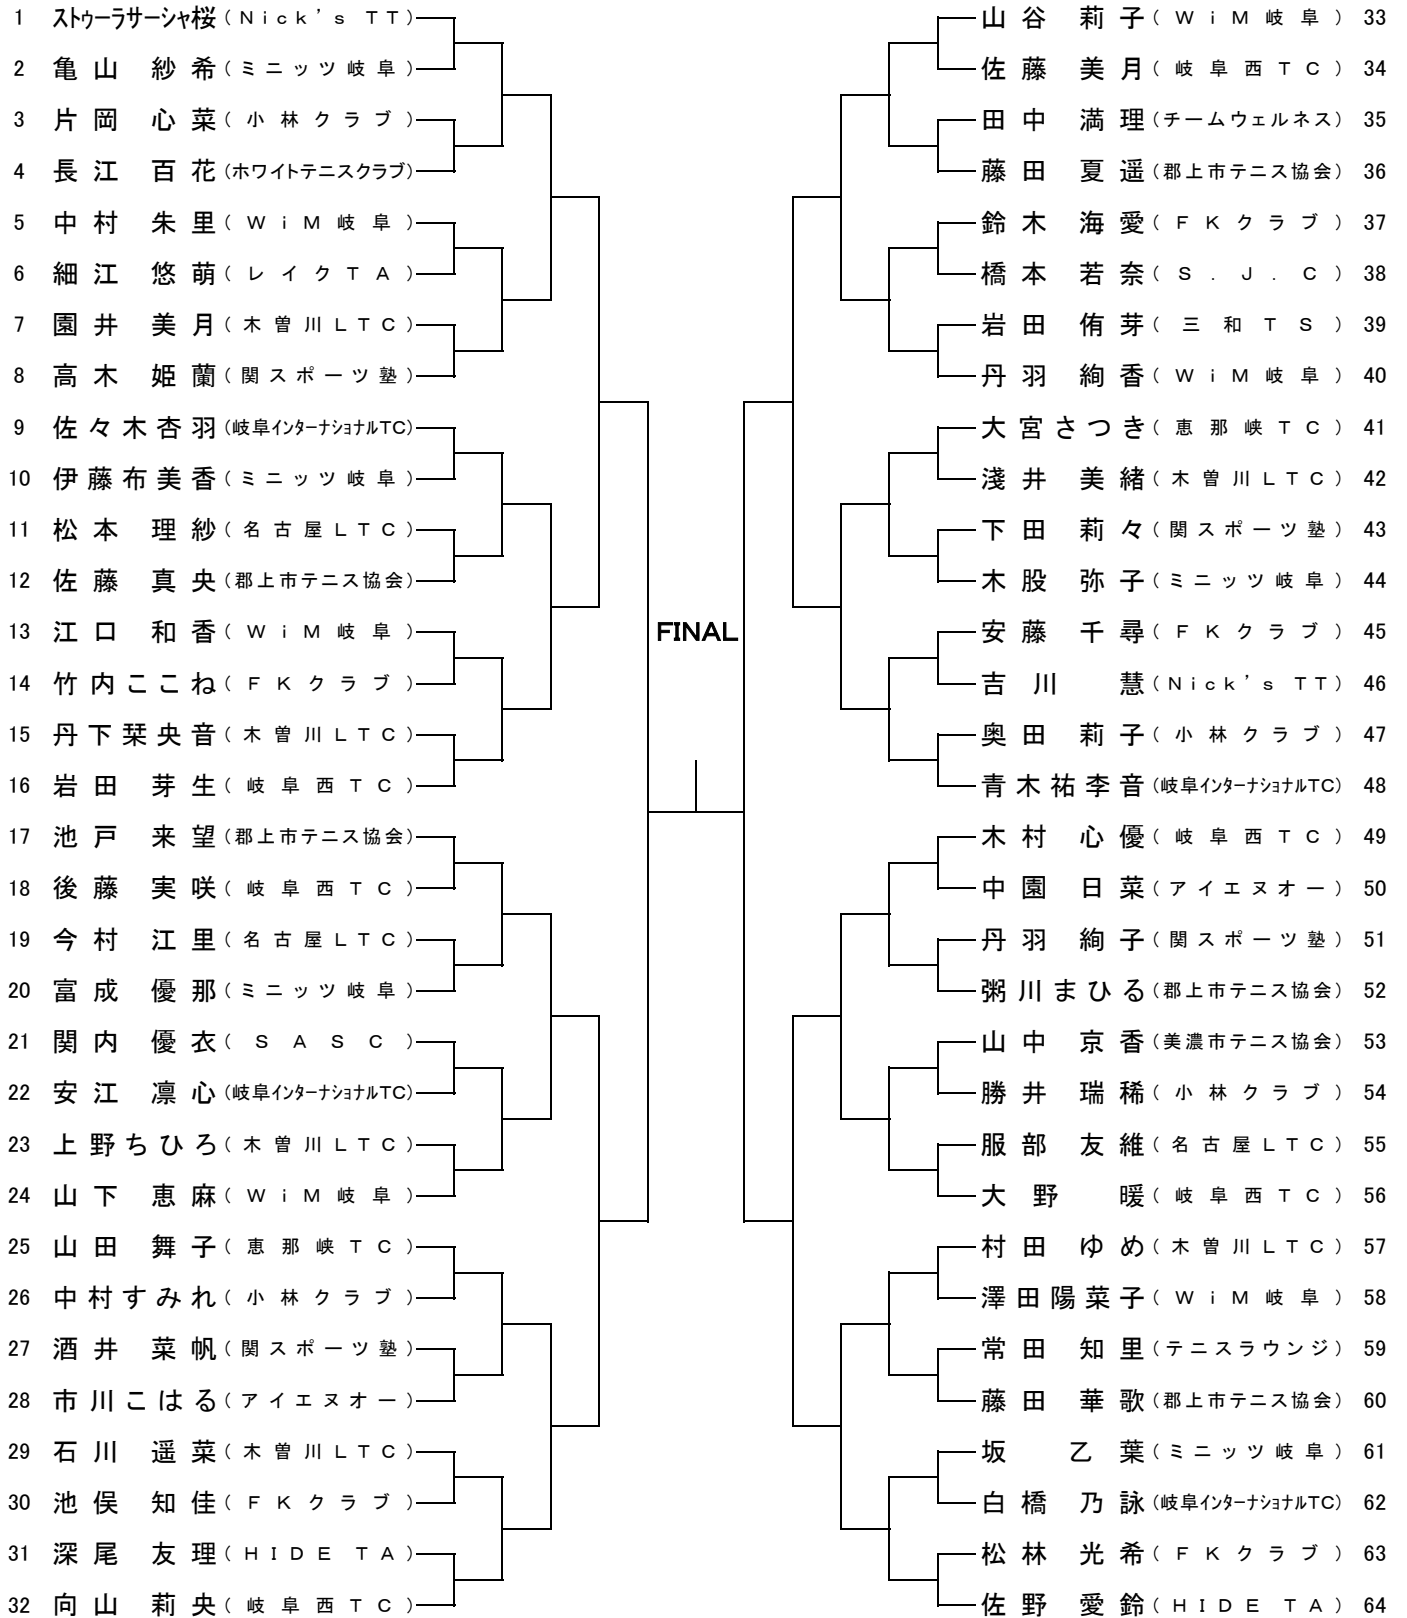 1 ストゥーラサーシャ桜 (Nick's TT)
2 亀山 紗希 (ミニッツ岐阜)
3 片岡 心菜 (小林クラブ)
4 長江 百花 (ホワイトテニスクラブ)
5 中村 朱里 (WiM岐阜)
6 細江 悠萌 (レイクTA)
7 園井 美月 (木曽川LTC)
8 高木 姫蘭 (関スポーツ塾)
9 佐々木杏羽 (岐阜インターナショナルTC)
10 伊藤布美香 (ミニッツ岐阜)
11 松本 理紗 (名古屋LTC)
12 佐藤 真央 (郡上市テニス協会)
13 江口 和香 (WiM岐阜)
14 竹内ここね (FKクラブ)
15 丹下栞央音 (木曽川LTC)
16 岩田 芽生 (岐阜西TC)
17 池戸 来望 (郡上市テニス協会)
18 後藤 実咲 (岐阜西TC)
19 今村 江里 (名古屋LTC)
20 富成 優那 (ミニッツ岐阜)
21 関内 優衣 (SASC)
22 安江 凛心 (岐阜インターナショナルTC)
23 上野ちひろ (木曽川LTC)
24 山下 恵麻 (WiM岐阜)
25 山田 舞子 (恵那峡TC)
26 中村すみれ (小林クラブ)
27 酒井 菜帆 (関スポーツ塾)
28 市川こはる (アイエヌオー)
29 石川 遥菜 (木曽川LTC)
30 池俣 知佳 (FKクラブ)
31 深尾 友理 (HIDE TA)
32 向山 莉央 (岐阜西TC)
FINAL
山谷 莉子 (WiM岐阜) 33
佐藤 美月 (岐阜西TC) 34
田中 満理 (チームウェルネス) 35
藤田 夏遥 (郡上市テニス協会) 36
鈴木 海愛 (FKクラブ) 37
橋本 若奈 (S.J.C) 38
岩田 侑芽 (三和TS) 39
丹羽 絢香 (WiM岐阜) 40
大宮さつき (恵那峡TC) 41
淺井 美緒 (木曽川LTC) 42
下田 莉々 (関スポーツ塾) 43
木股 弥子 (ミニッツ岐阜) 44
安藤 千尋 (FKクラブ) 45
吉川 慧 (Nick's TT) 46
奥田 莉子 (小林クラブ) 47
青木祐李音 (岐阜インターナショナルTC) 48
木村 心優 (岐阜西TC) 49
中園 日菜 (アイエヌオー) 50
丹羽 絢子 (関スポーツ塾) 51
粥川まひる (郡上市テニス協会) 52
山中 京香 (美濃市テニス協会) 53
勝井 瑞稀 (小林クラブ) 54
服部 友維 (名古屋LTC) 55
大野 暖 (岐阜西TC) 56
村田 ゆめ (木曽川LTC) 57
澤田陽菜子 (WiM岐阜) 58
常田 知里 (テニスラウンジ) 59
藤田 華歌 (郡上市テニス協会) 60
坂 乙葉 (ミニッツ岐阜) 61
白橋 乃詠 (岐阜インターナショナルTC) 62
松林 光希 (FKクラブ) 63
佐野 愛鈴 (HIDE TA) 64